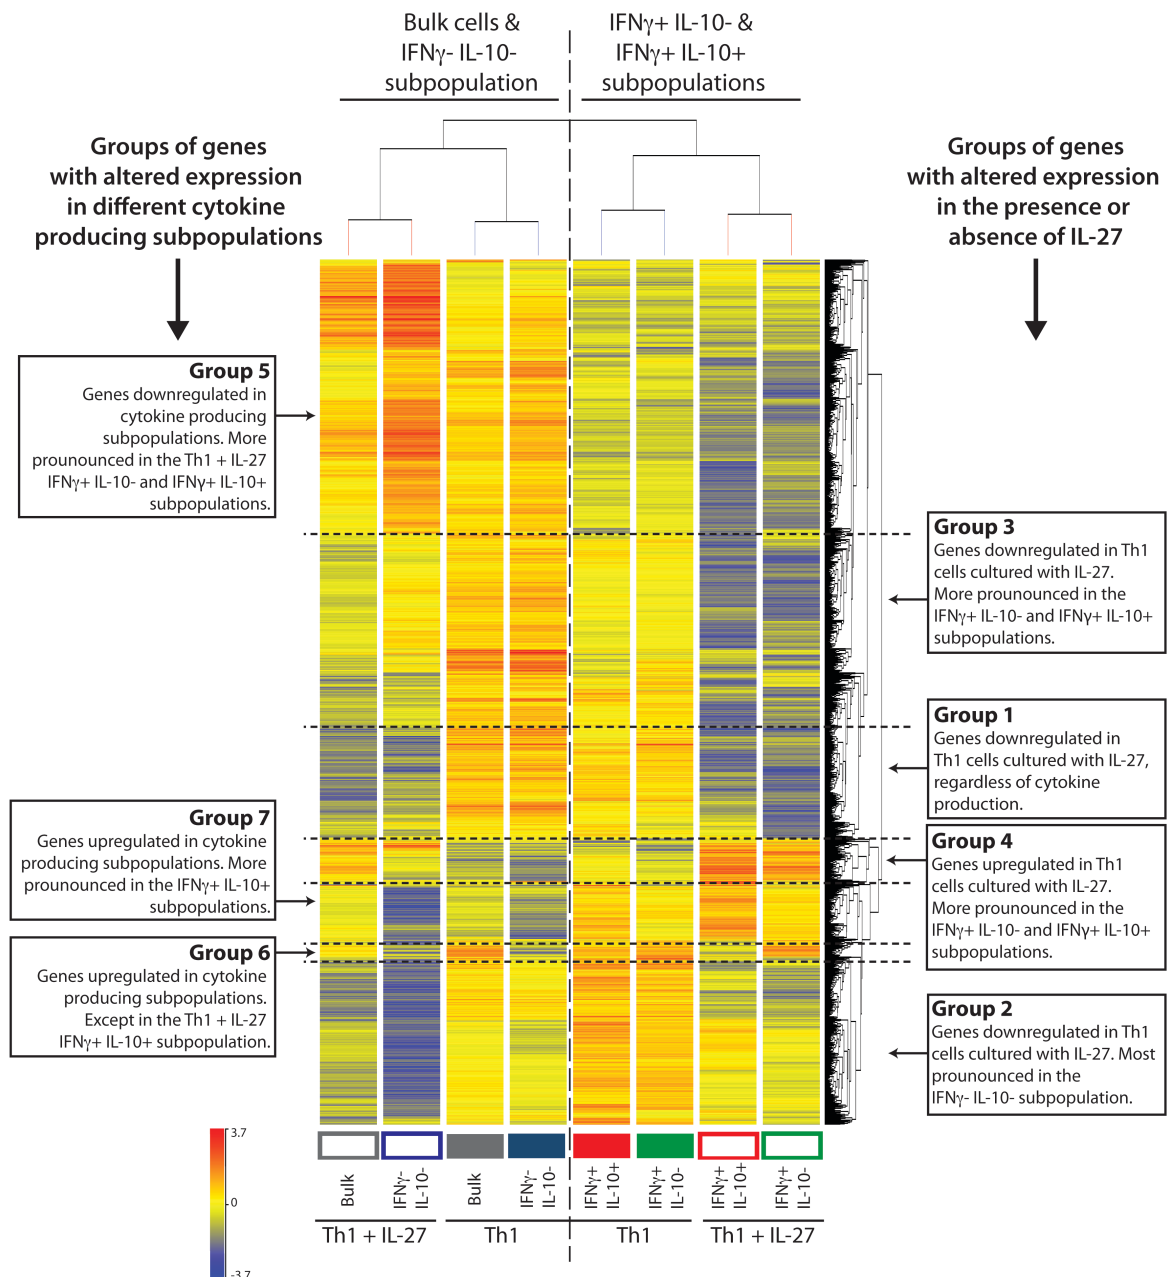 Bulk cells &
IFNγ- IL-10-
subpopulation
IFNγ+ IL-10- &
IFNγ+ IL-10+
subpopulations
Groups of genes
with altered expression
in different cytokine
producing subpopulations
Groups of genes
with altered expression
in the presence or
absence of IL-27
Group 5
Genes downregulated in
cytokine producing
subpopulations. More
prounounced in the Th1 + IL-27
IFNγ+ IL-10- and IFNγ+ IL-10+
subpopulations.
Group 3
Genes downregulated in Th1
cells cultured with IL-27.
More prounounced in the
IFNγ+ IL-10- and IFNγ+ IL-10+
subpopulations.
Group 1
Genes downregulated in
Th1 cells cultured with IL-27,
regardless of cytokine
production.
Group 7
Genes upregulated in cytokine
producing subpopulations. More
prounounced in the IFNγ+ IL-10+
subpopulations.
Group 4
Genes upregulated in Th1
cells cultured with IL-27.
More prounounced in the
IFNγ+ IL-10- and IFNγ+ IL-10+
subpopulations.
Group 6
Genes upregulated in cytokine
producing subpopulations.
Except in the Th1 + IL-27
IFNγ+ IL-10+ subpopulation.
Group 2
Genes downregulated in Th1
cells cultured with IL-27. Most
prounounced in the
IFNγ- IL-10- subpopulation.
3.7
0
-3.7
Bulk
IFNγ-
IL-10-
Bulk
IFNγ-
IL-10-
IFNγ+
IL-10+
IFNγ+
IL-10-
IFNγ+
IL-10+
IFNγ+
IL-10-
Th1 + IL-27
Th1
Th1
Th1 + IL-27